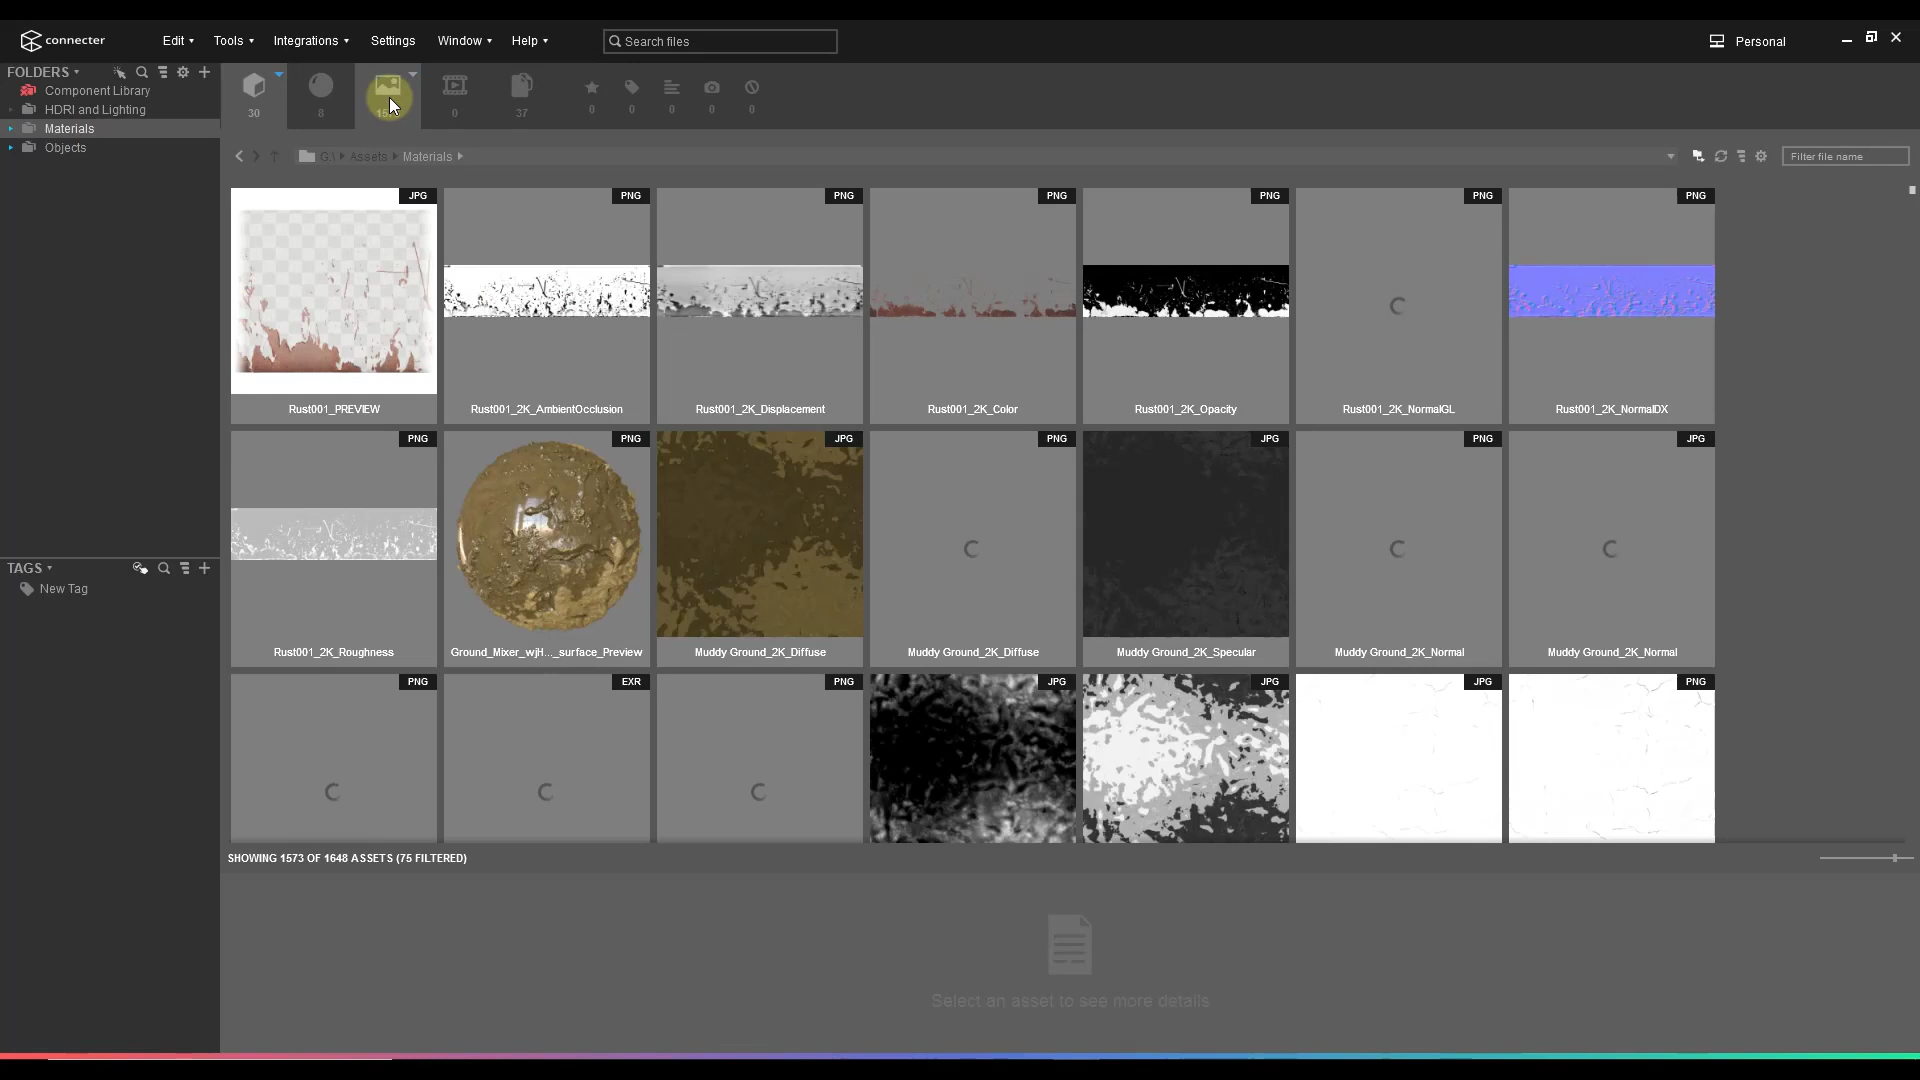 connecter
Edit
Tools
Integrations
Settings
Window
Help
Search files
Personal
FOLDERS
Component Library
HDRI and Lighting
Materials
Objects
30
8
0
37
0
0
0
0
0
G:\ Assets Materials
Filter file name
JPG
PNG
PNG
PNG
PNG
PNG
PNG
Rust001_PREVIEW
Rust001_2K_AmbientOcclusion
Rust001_2K_Displacement
Rust001_2K_Color
Rust001_2K_Opacity
Rust001_2K_NormalGL
Rust001_2K_NormalDX
PNG
PNG
JPG
PNG
JPG
PNG
JPG
Rust001_2K_Roughness
Ground_Mixer_wjH..._surface_Preview
Muddy Ground_2K_Diffuse
Muddy Ground_2K_Diffuse
Muddy Ground_2K_Specular
Muddy Ground_2K_Normal
Muddy Ground_2K_Normal
PNG
EXR
PNG
JPG
JPG
JPG
PNG
TAGS
New Tag
SHOWING 1573 OF 1648 ASSETS (75 FILTERED)
Select an asset to see more details